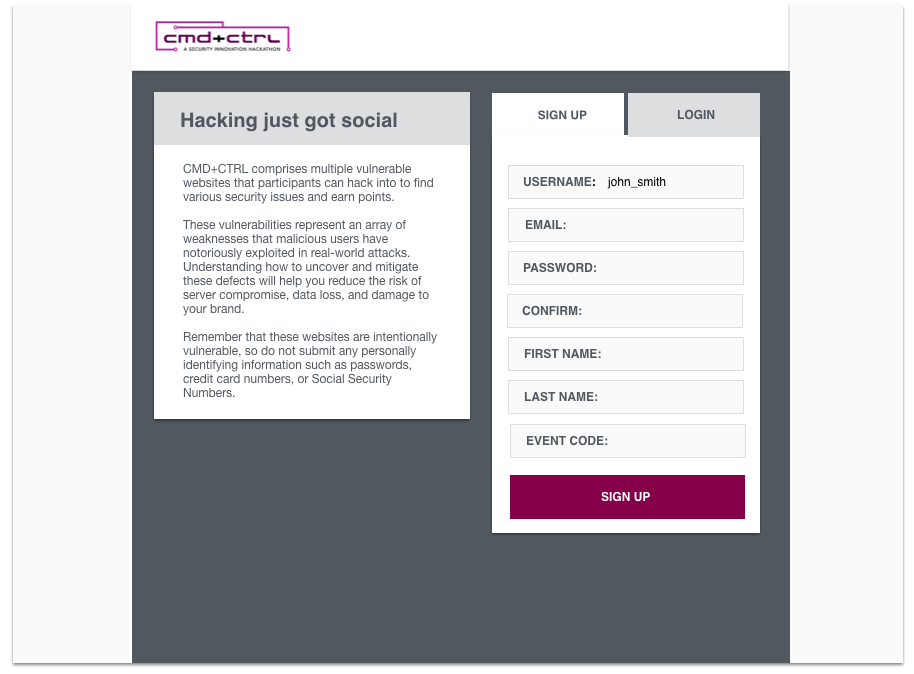 cmd+ctrl
A SECURITY INNOVATION HACKATHON
Hacking just got social
CMD+CTRL comprises multiple vulnerable
websites that participants can hack into to find
various security issues and earn points.
These vulnerabilities represent an array of
weaknesses that malicious users have
notoriously exploited in real-world attacks.
Understanding how to uncover and mitigate
these defects will help you reduce the risk of
server compromise, data loss, and damage to
your brand.
Remember that these websites are intentionally
vulnerable, so do not submit any personally
identifying information such as passwords,
credit card numbers, or Social Security
Numbers.
SIGN UP LOGIN
USERNAME: john_smith
EMAIL:
PASSWORD:
CONFIRM:
FIRST NAME:
LAST NAME:
EVENT CODE:
SIGN UP